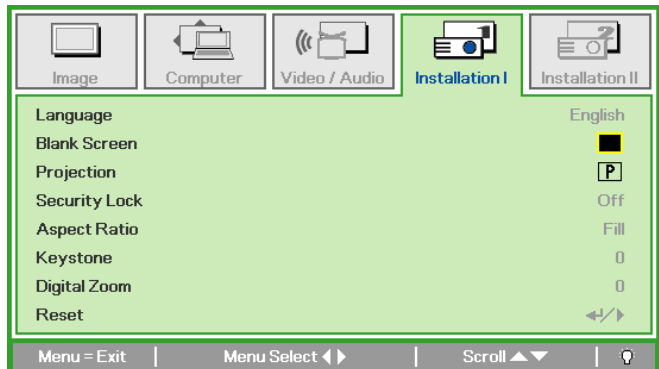 Image Computer Video / Audio Installation I Installation II
Language English
Blank Screen
Projection P
Security Lock Off
Aspect Ratio Fill
Keystone 0
Digital Zoom 0
Reset
Menu = Exit | Menu Select | Scroll |